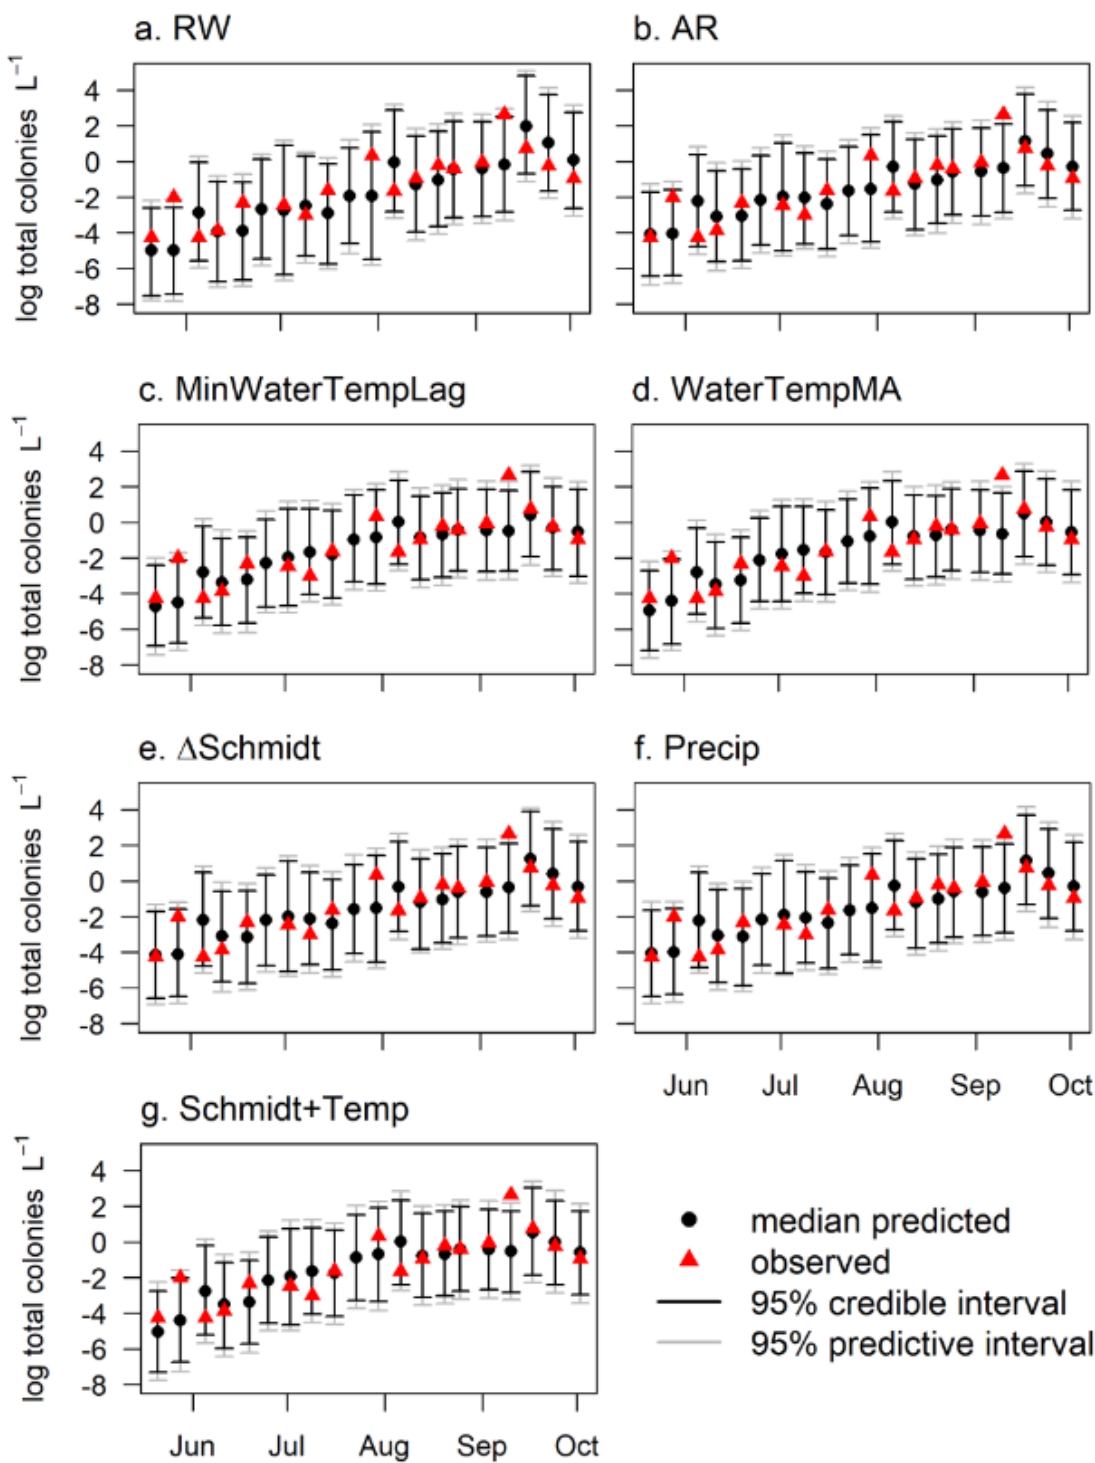 a. RW
b. AR
log total colonies L⁻¹
4
2
0
-2
-4
-6
-8
c. MinWaterTempLag
d. WaterTempMA
log total colonies L⁻¹
4
2
0
-2
-4
-6
-8
e. ΔSchmidt
f. Precip
log total colonies L⁻¹
4
2
0
-2
-4
-6
-8
Jun Jul Aug Sep Oct
g. Schmidt+Temp
log total colonies L⁻¹
4
2
0
-2
-4
-6
-8
Jun Jul Aug Sep Oct
median predicted
observed
95% credible interval
95% predictive interval